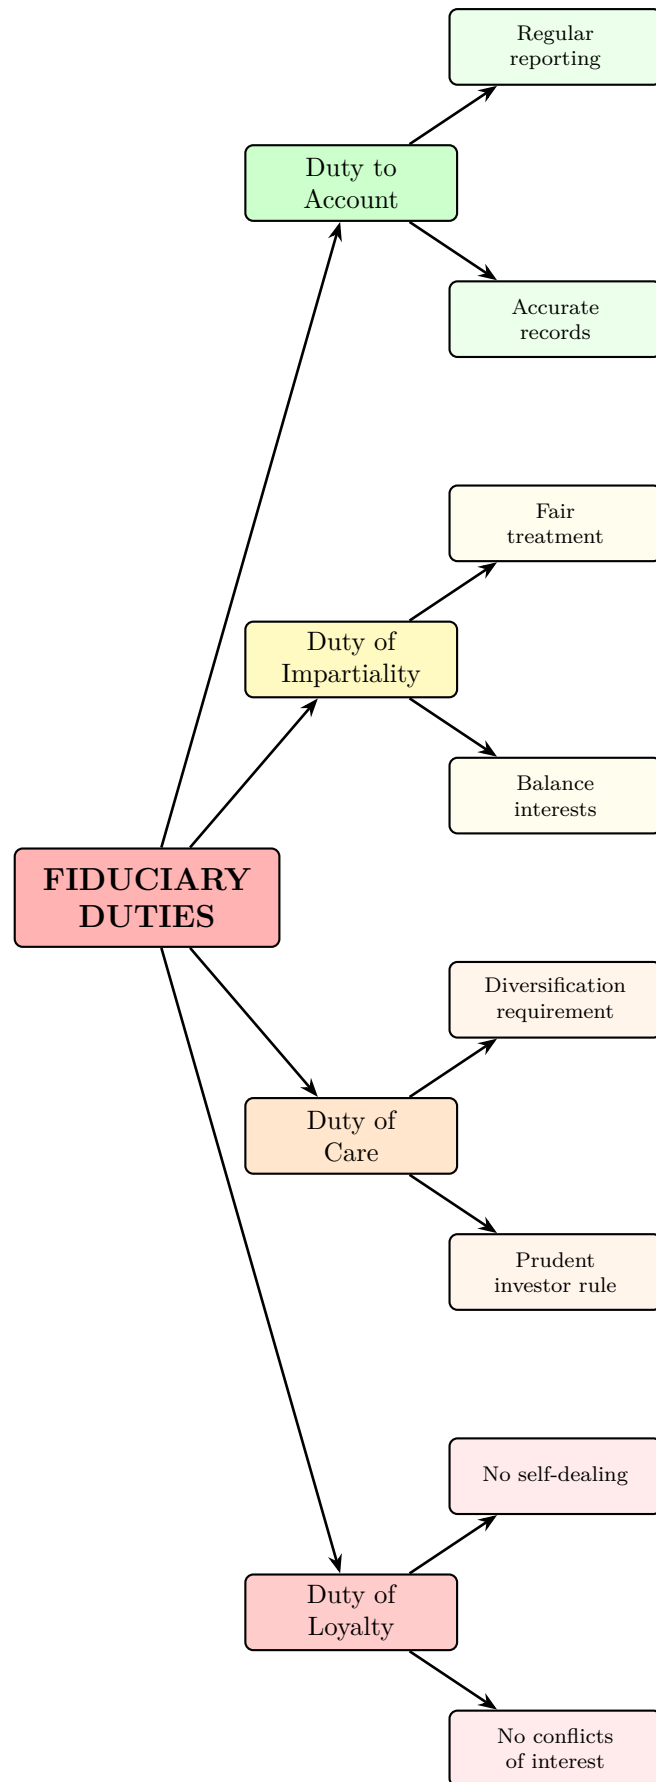 Regular
reporting
Duty to
Account
Accurate
records
Fair
treatment
Duty of
Impartiality
Balance
interests
FIDUCIARY
DUTIES
Diversification
requirement
Duty of
Care
Prudent
investor rule
No self-dealing
Duty of
Loyalty
No conflicts
of interest